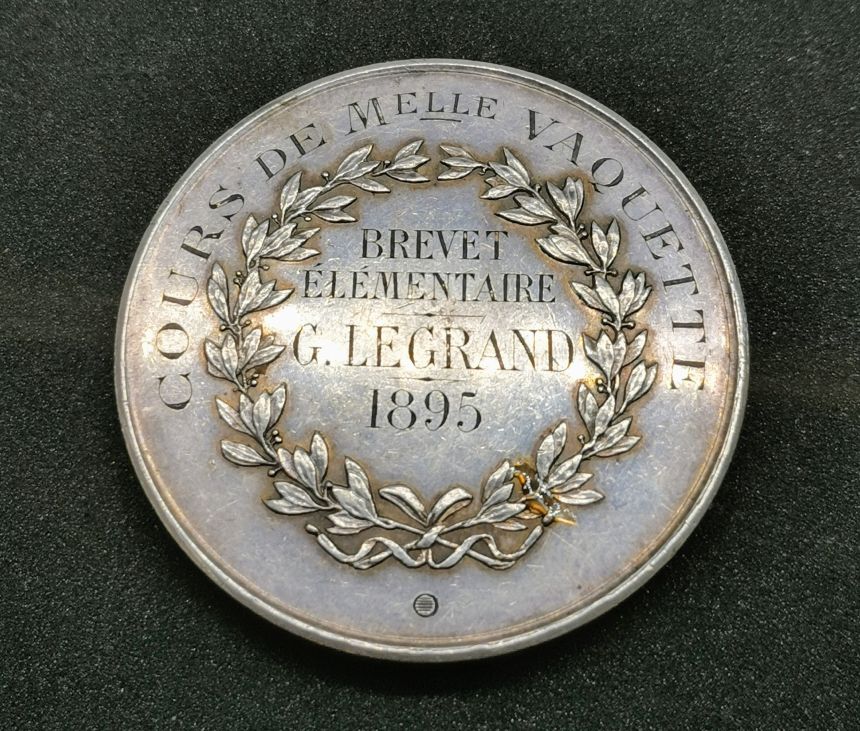 COURS DE MELLE VAQUETTE
BREVET
ÉLÉMENTAIRE
G. LEGRAND
1895